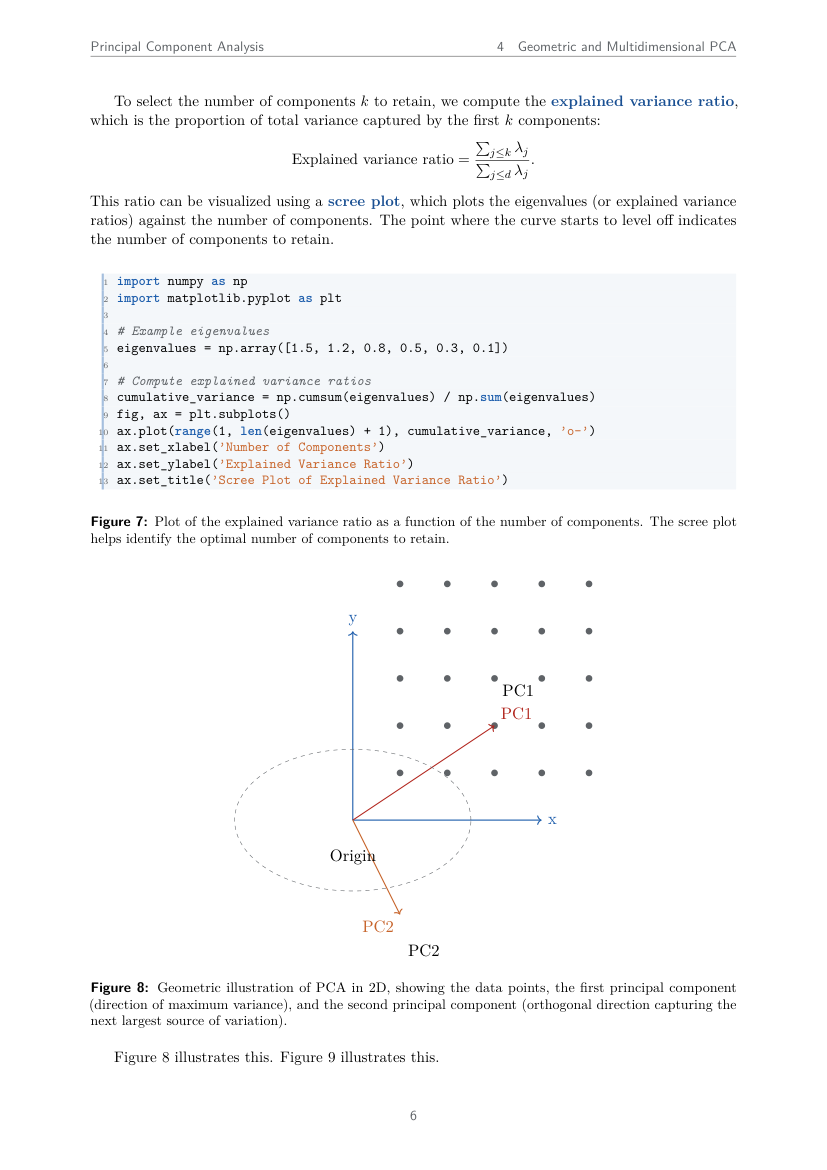 Principal Component Analysis 4 Geometric and Multidimensional PCA
To select the number of components k to retain, we compute the explained variance ratio,
which is the proportion of total variance captured by the first k components:
Explained variance ratio = ∑j≤k λj / ∑j≤d λj.
This ratio can be visualized using a scree plot, which plots the eigenvalues (or explained variance
ratios) against the number of components. The point where the curve starts to level off indicates
the number of components to retain.
1 import numpy as np
2 import matplotlib.pyplot as plt
3
4 # Example eigenvalues
5 eigenvalues = np.array([1.5, 1.2, 0.8, 0.5, 0.3, 0.1])
6
7 # Compute explained variance ratios
8 cumulative_variance = np.cumsum(eigenvalues) / np.sum(eigenvalues)
9 fig, ax = plt.subplots()
10 ax.plot(range(1, len(eigenvalues) + 1), cumulative_variance, 'o-')
11 ax.set_xlabel('Number of Components')
12 ax.set_ylabel('Explained Variance Ratio')
13 ax.set_title('Scree Plot of Explained Variance Ratio')
Figure 7: Plot of the explained variance ratio as a function of the number of components. The scree plot
helps identify the optimal number of components to retain.
y
PC1
PC1
x
Origin
PC2
PC2
Figure 8: Geometric illustration of PCA in 2D, showing the data points, the first principal component
(direction of maximum variance), and the second principal component (orthogonal direction capturing the
next largest source of variation).
Figure 8 illustrates this. Figure 9 illustrates this.
6